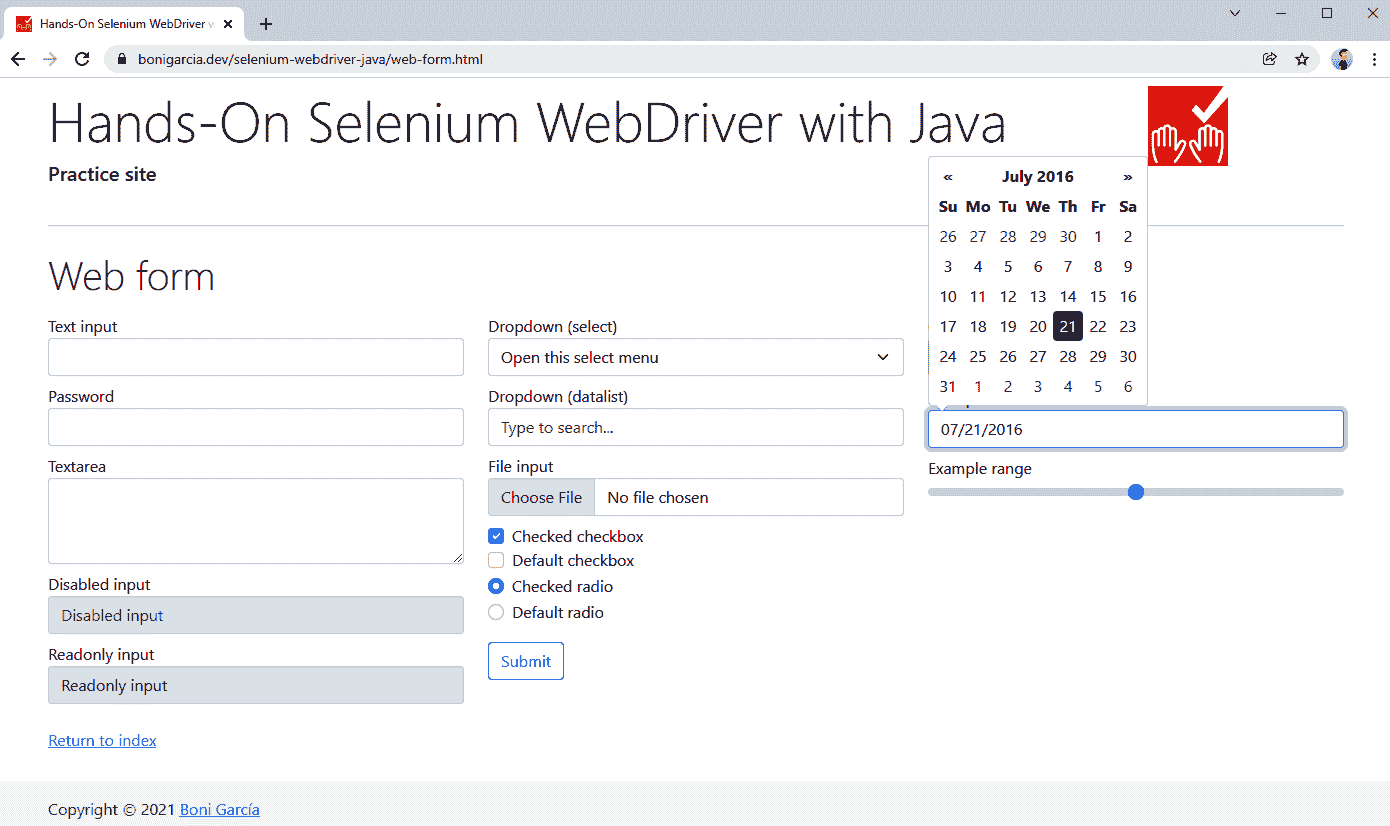 Hands-On Selenium WebDriver w
bonigarcia.dev/selenium-webdriver-java/web-form.html
Hands-On Selenium WebDriver with Java
Practice site
Web form
Text input
Password
Textarea
Disabled input
Disabled input
Readonly input
Readonly input
Return to index
Dropdown (select)
Open this select menu
Dropdown (datalist)
Type to search...
File input
Choose File No file chosen
Checked checkbox
Default checkbox
Checked radio
Default radio
Submit
« July 2016 »
Su Mo Tu We Th Fr Sa
26 27 28 29 30 1 2
3 4 5 6 7 8 9
10 11 12 13 14 15 16
17 18 19 20 21 22 23
24 25 26 27 28 29 30
31 1 2 3 4 5 6
07/21/2016
Example range
Copyright © 2021 Boni García